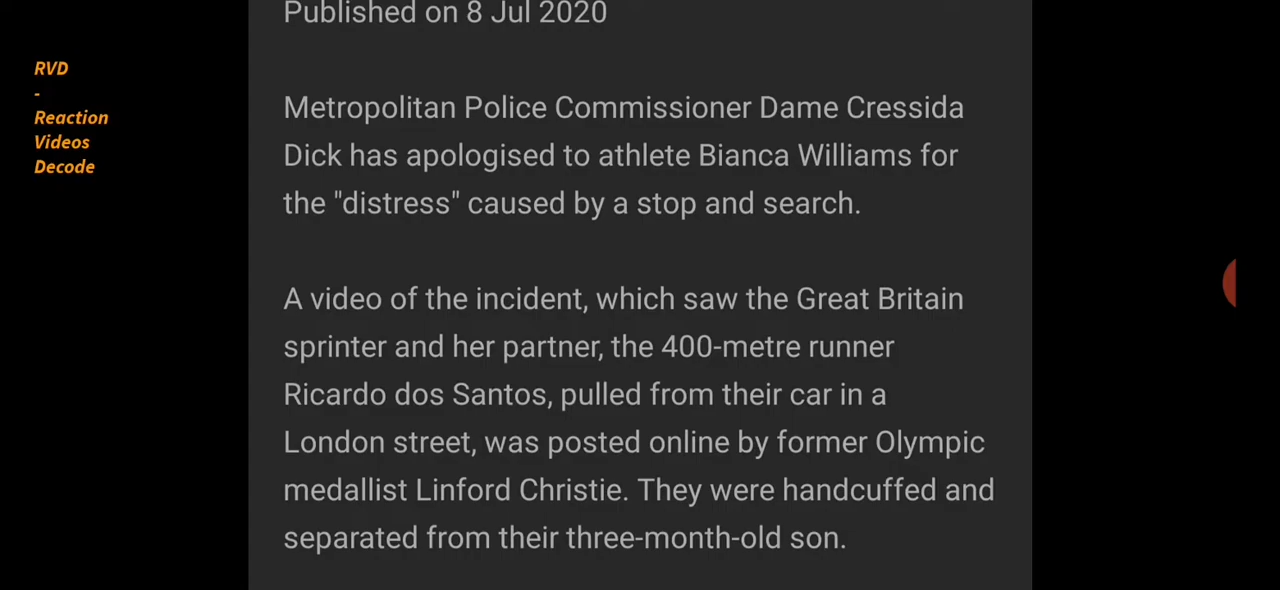 Published on 8 Jul 2020
RVD
-
Reaction
Videos
Decode
Metropolitan Police Commissioner Dame Cressida
Dick has apologised to athlete Bianca Williams for
the "distress" caused by a stop and search.
A video of the incident, which saw the Great Britain
sprinter and her partner, the 400-metre runner
Ricardo dos Santos, pulled from their car in a
London street, was posted online by former Olympic
medallist Linford Christie. They were handcuffed and
separated from their three-month-old son.